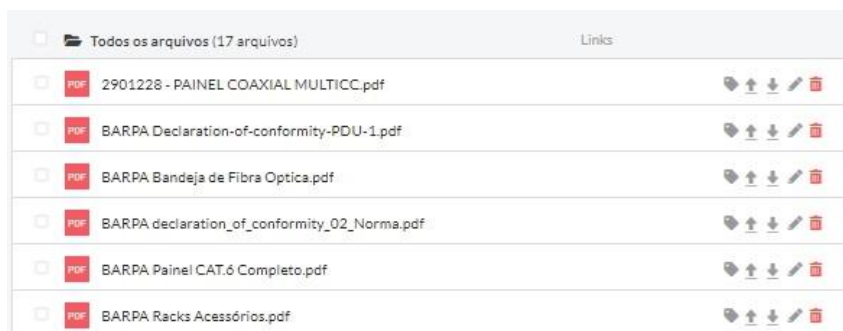 Todos os arquivos (17 arquivos) Links
PDF 2901228 - PAINEL COAXIAL MULTICC.pdf
PDF BARPA Declaration-of-conformity-PDU-1.pdf
PDF BARPA Bandeja de Fibra Optica.pdf
PDF BARPA declaration_of_conformity_02_Norma.pdf
PDF BARPA Painel CAT.6 Completo.pdf
PDF BARPA Racks Acessórios.pdf